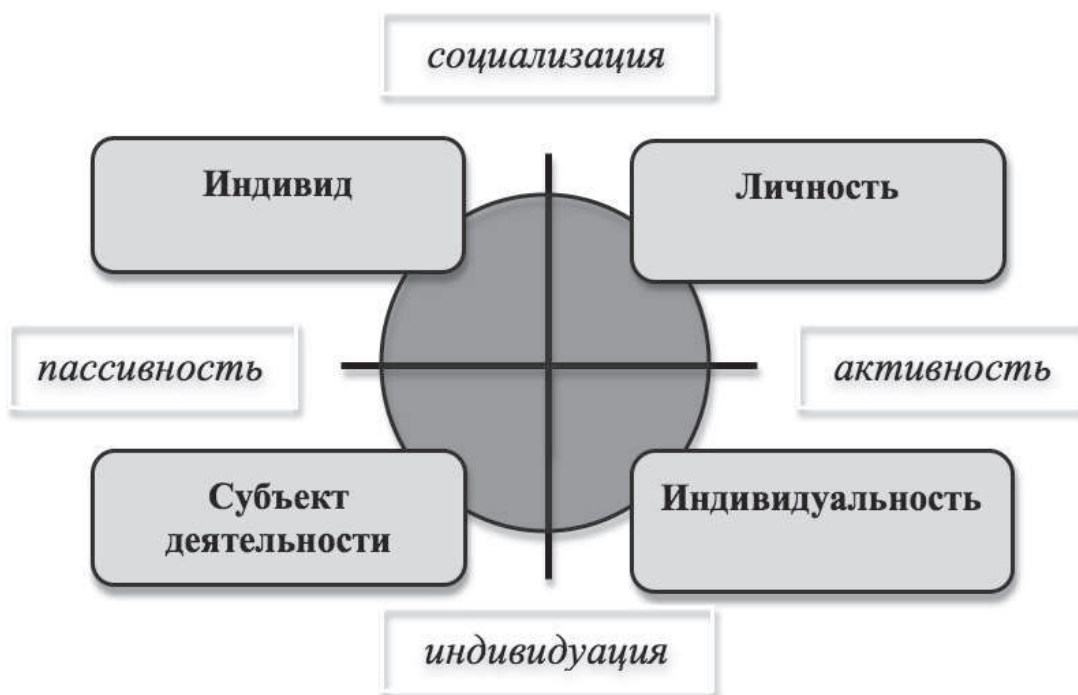 социализация
Индивид
Личность
пассивность
активность
Субъект
деятельности
Индивидуальность
индивидуация